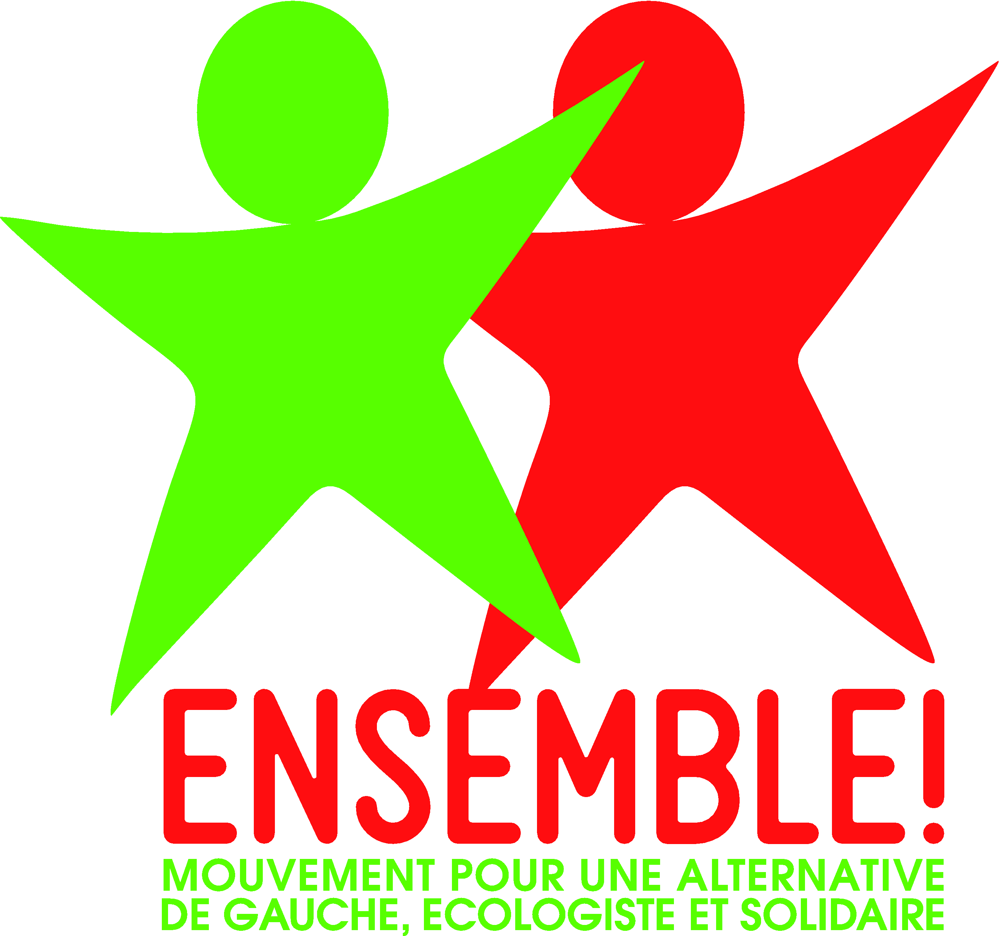 ENSEMBLE!
MOUVEMENT POUR UNE ALTERNATIVE
DE GAUCHE, ECOLOGISTE ET SOLIDAIRE